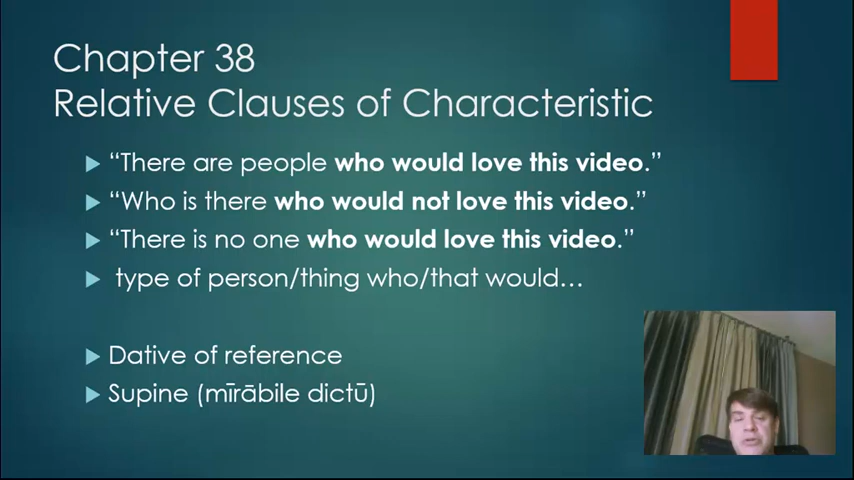 Chapter 38
Relative Clauses of Characteristic
“There are people who would love this video.”
“Who is there who would not love this video.”
“There is no one who would love this video.”
type of person/thing who/that would…
Dative of reference
Supine (mīrābile dictū)